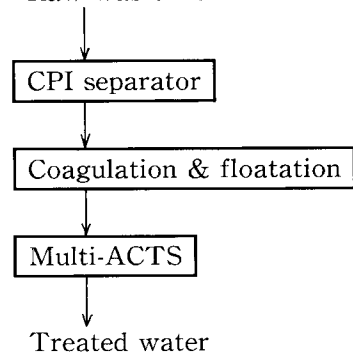 CPI separator
Coagulation & floatation
Multi-ACTS
Treated water